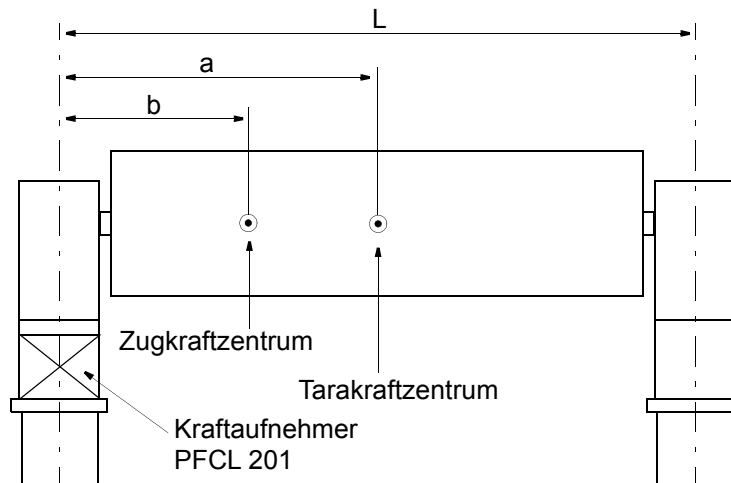 L
a
b
Zugkraftzentrum
Tarakraftzentrum
Kraftaufnehmer
PFCL 201